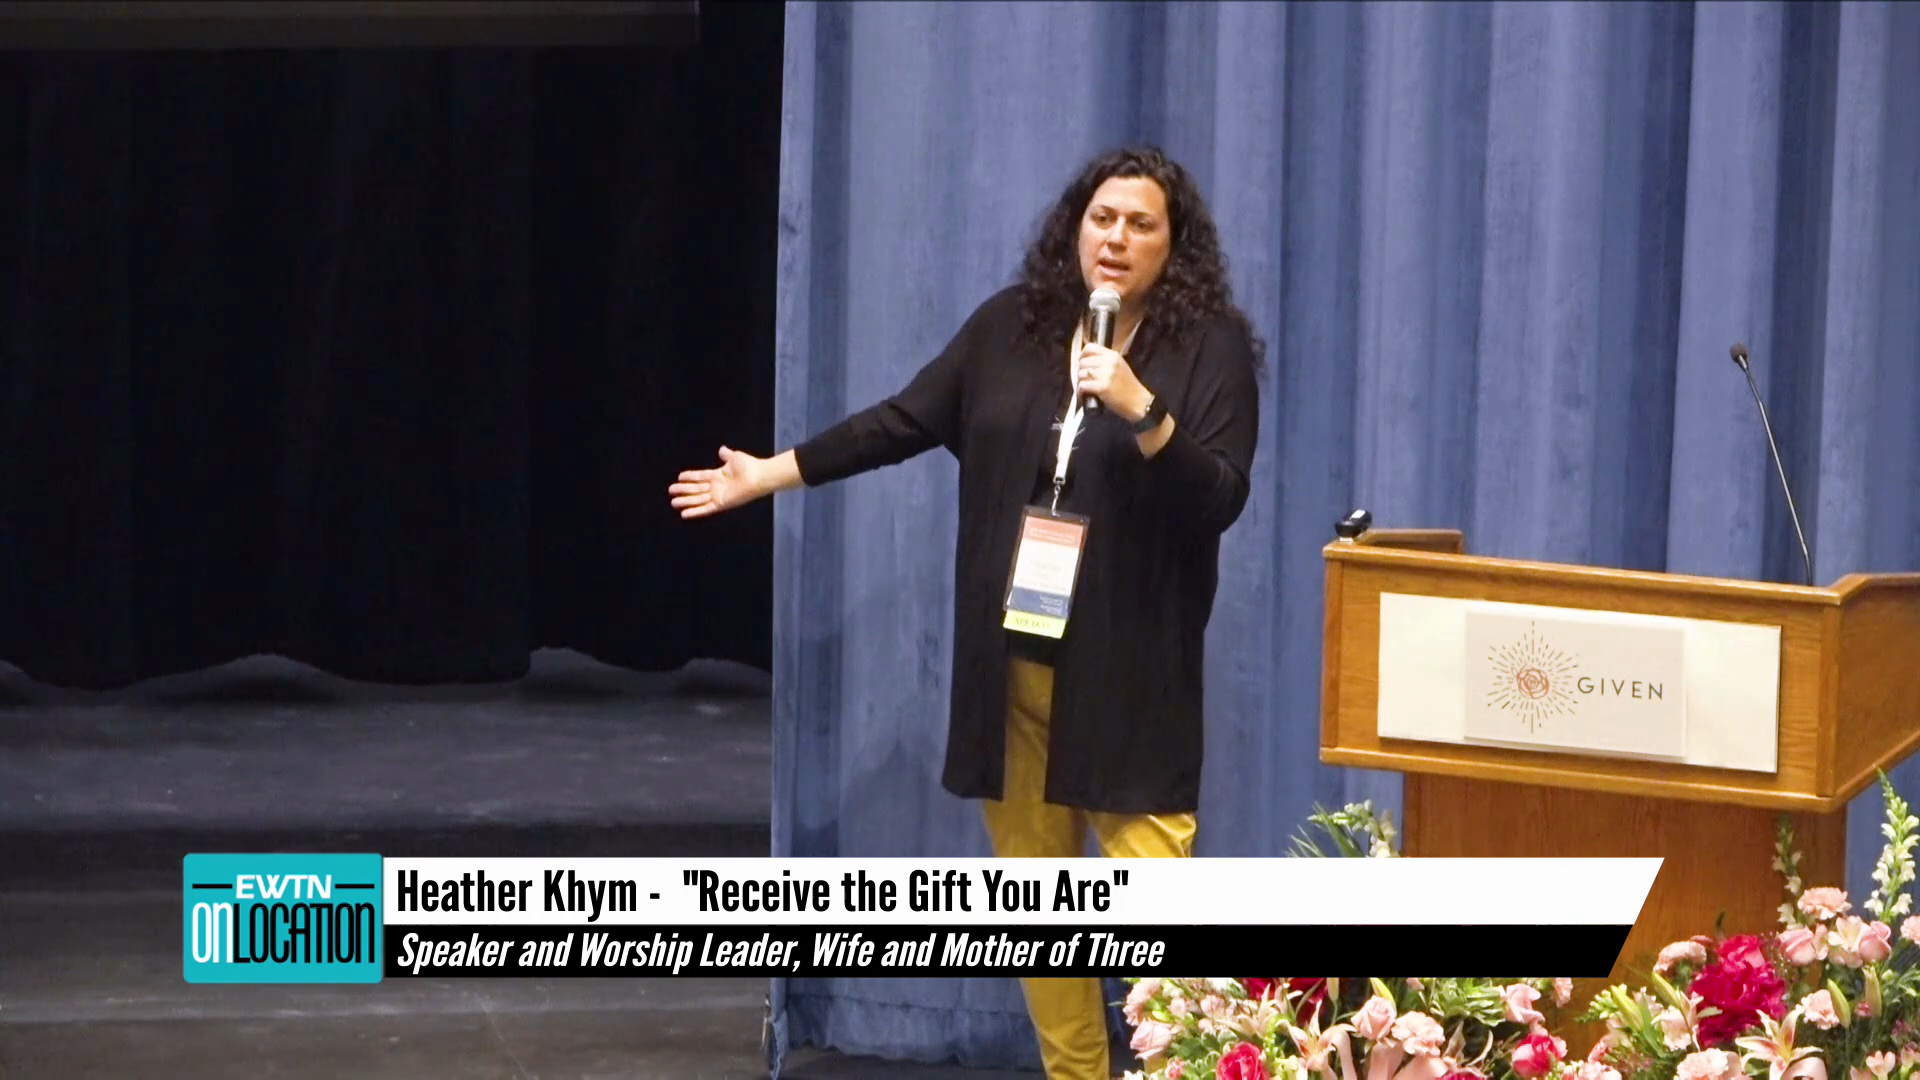 GIVEN
EWTN
ON LOCATION
Heather Khym - "Receive the Gift You Are"
Speaker and Worship Leader, Wife and Mother of Three